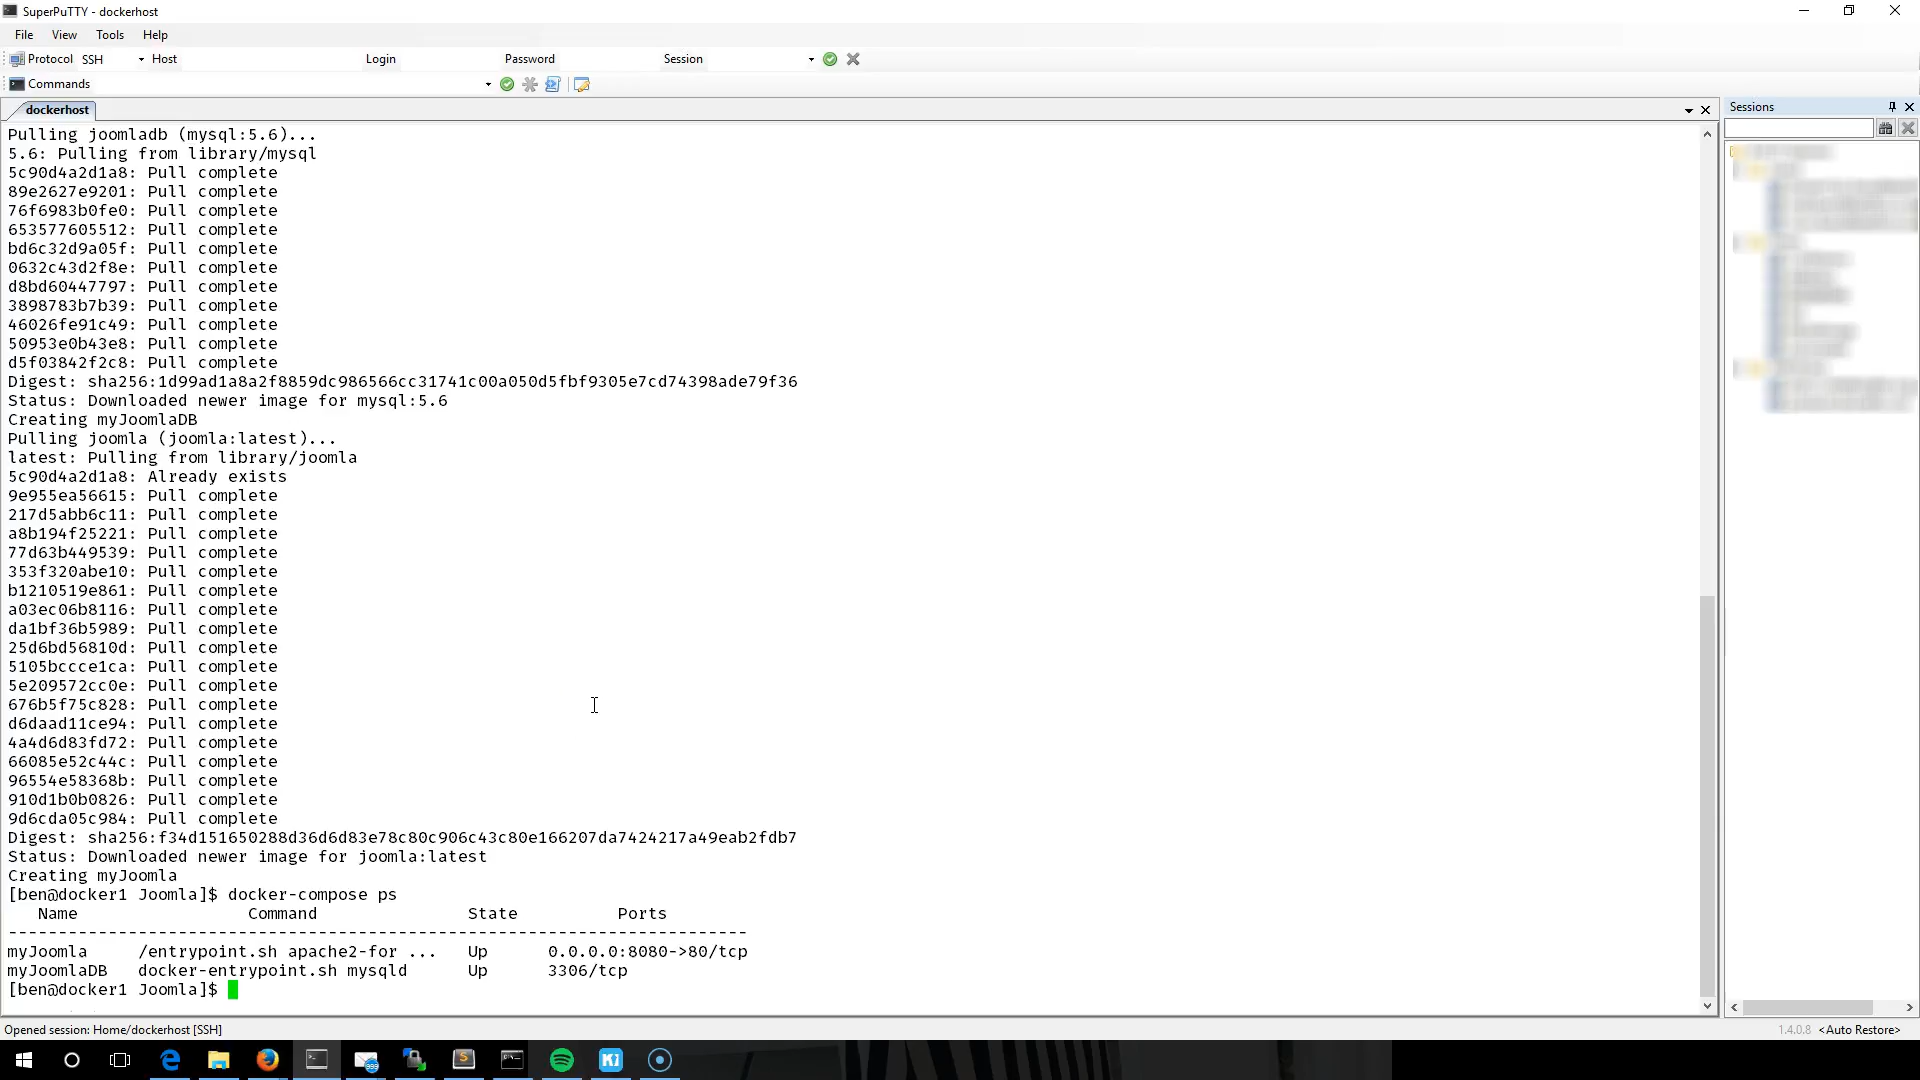 SuperPuTTY - dockerhost
File View Tools Help
Protocol SSH Host Login Password Session
Commands
dockerhost
Sessions
Pulling joomladb (mysql:5.6)...
5.6: Pulling from library/mysql
5c90d4a2d1a8: Pull complete
89e2627e9201: Pull complete
76f6983b0fe0: Pull complete
653577605512: Pull complete
bd6c32d9a05f: Pull complete
0632c43d2f8e: Pull complete
d8bd60447797: Pull complete
3898783b7b39: Pull complete
46026fe91c49: Pull complete
50953e0b43e8: Pull complete
d5f03842f2c8: Pull complete
Digest: sha256:1d99ad1a8a2f8859dc986566cc31741c00a050d5fbf9305e7cd74398ade79f36
Status: Downloaded newer image for mysql:5.6
Creating myJoomlaDB
Pulling joomla (joomla:latest)...
latest: Pulling from library/joomla
5c90d4a2d1a8: Already exists
9e955ea56615: Pull complete
217d5abb6c11: Pull complete
a8b194f25221: Pull complete
77d63b449539: Pull complete
353f320abe10: Pull complete
b1210519e861: Pull complete
a03ec06b8116: Pull complete
da1bf36b5989: Pull complete
25d6bd56810d: Pull complete
5105bccce1ca: Pull complete
5e209572cc0e: Pull complete
676b5f75c828: Pull complete
d6daad11ce94: Pull complete
4a4d6d83fd72: Pull complete
66085e52c44c: Pull complete
96554e58368b: Pull complete
910d1b0b0826: Pull complete
9d6cda05c984: Pull complete
Digest: sha256:f34d151650288d36d6d83e78c80c906c43c80e166207da7424217a49eab2fdb7
Status: Downloaded newer image for joomla:latest
Creating myJoomla
[ben@docker1 Joomla]$ docker-compose ps
Name Command State Ports
--------------------------------------------------------------------------
myJoomla /entrypoint.sh apache2-for ... Up 0.0.0.0:8080->80/tcp
myJoomlaDB docker-entrypoint.sh mysqld Up 3306/tcp
[ben@docker1 Joomla]$
Opened session: Home/dockerhost [SSH]
1.4.0.8 <Auto Restore>